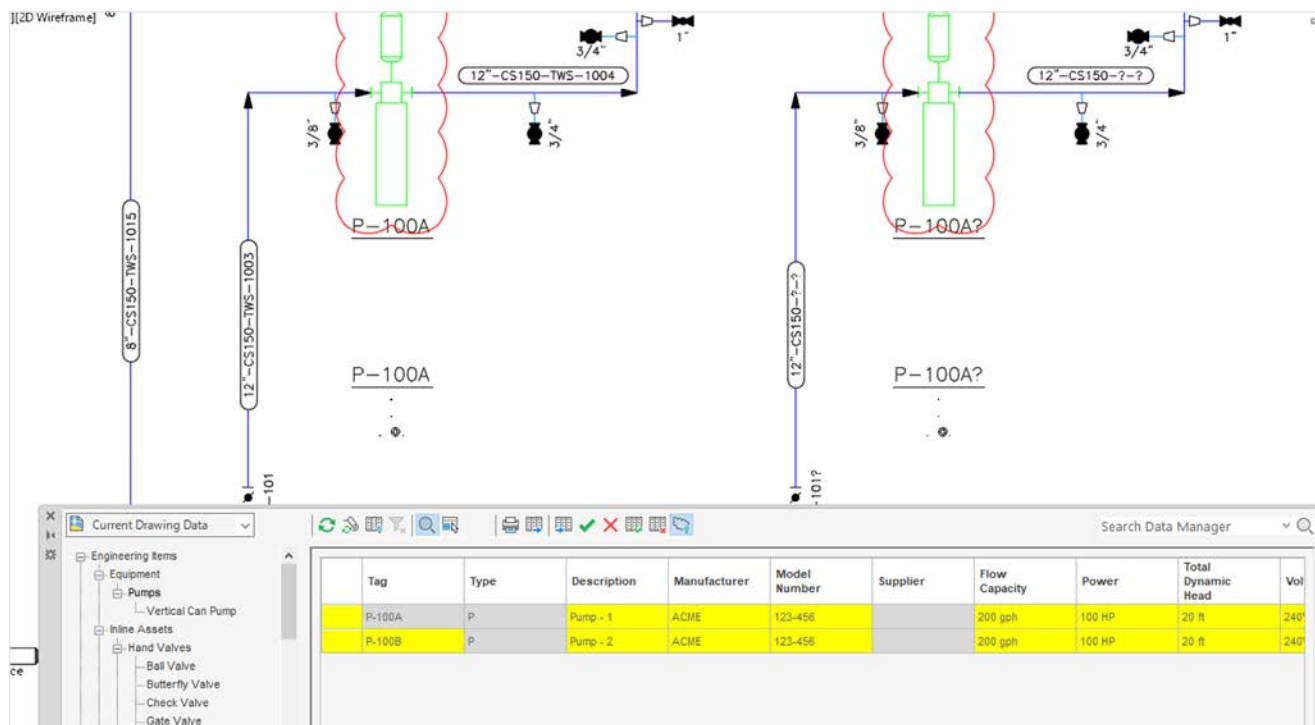 ][2D Wireframe]
3/4"
1"
12"-CS150-TWS-1004
3/8"
3/4"
P-100A
8"-CS150-TWS-1015
12"-CS150-TWS-1003
P-100A
-101
3/4"
1"
12"-CS150-?-?
3/8"
3/4"
P-100A?
12"-CS150-?-?
P-100A?
-101?
Current Drawing Data
Search Data Manager
Engineering Items
Equipment
Pumps
Vertical Can Pump
Inline Assets
Hand Valves
Ball Valve
Butterfly Valve
Check Valve
Gate Valve
ce
Tag Type Description Manufacturer Model Number Supplier Flow Capacity Power Total Dynamic Head Vol
P-100A P Pump - 1 ACME 123-456 200 gph 100 HP 20 ft 240
P-100B P Pump - 2 ACME 123-456 200 gph 100 HP 20 ft 240